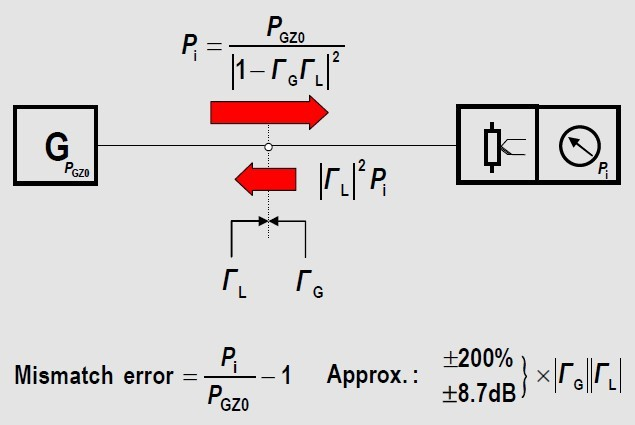 P_i = P_GZ0 / |1 − Γ_G Γ_L|²
G
P_GZ0
P_i
|Γ_L|² P_i
Γ_L Γ_G
Mismatch error = P_i / P_GZ0 − 1 Approx. : ±200% ±8.7dB } × |Γ_G||Γ_L|